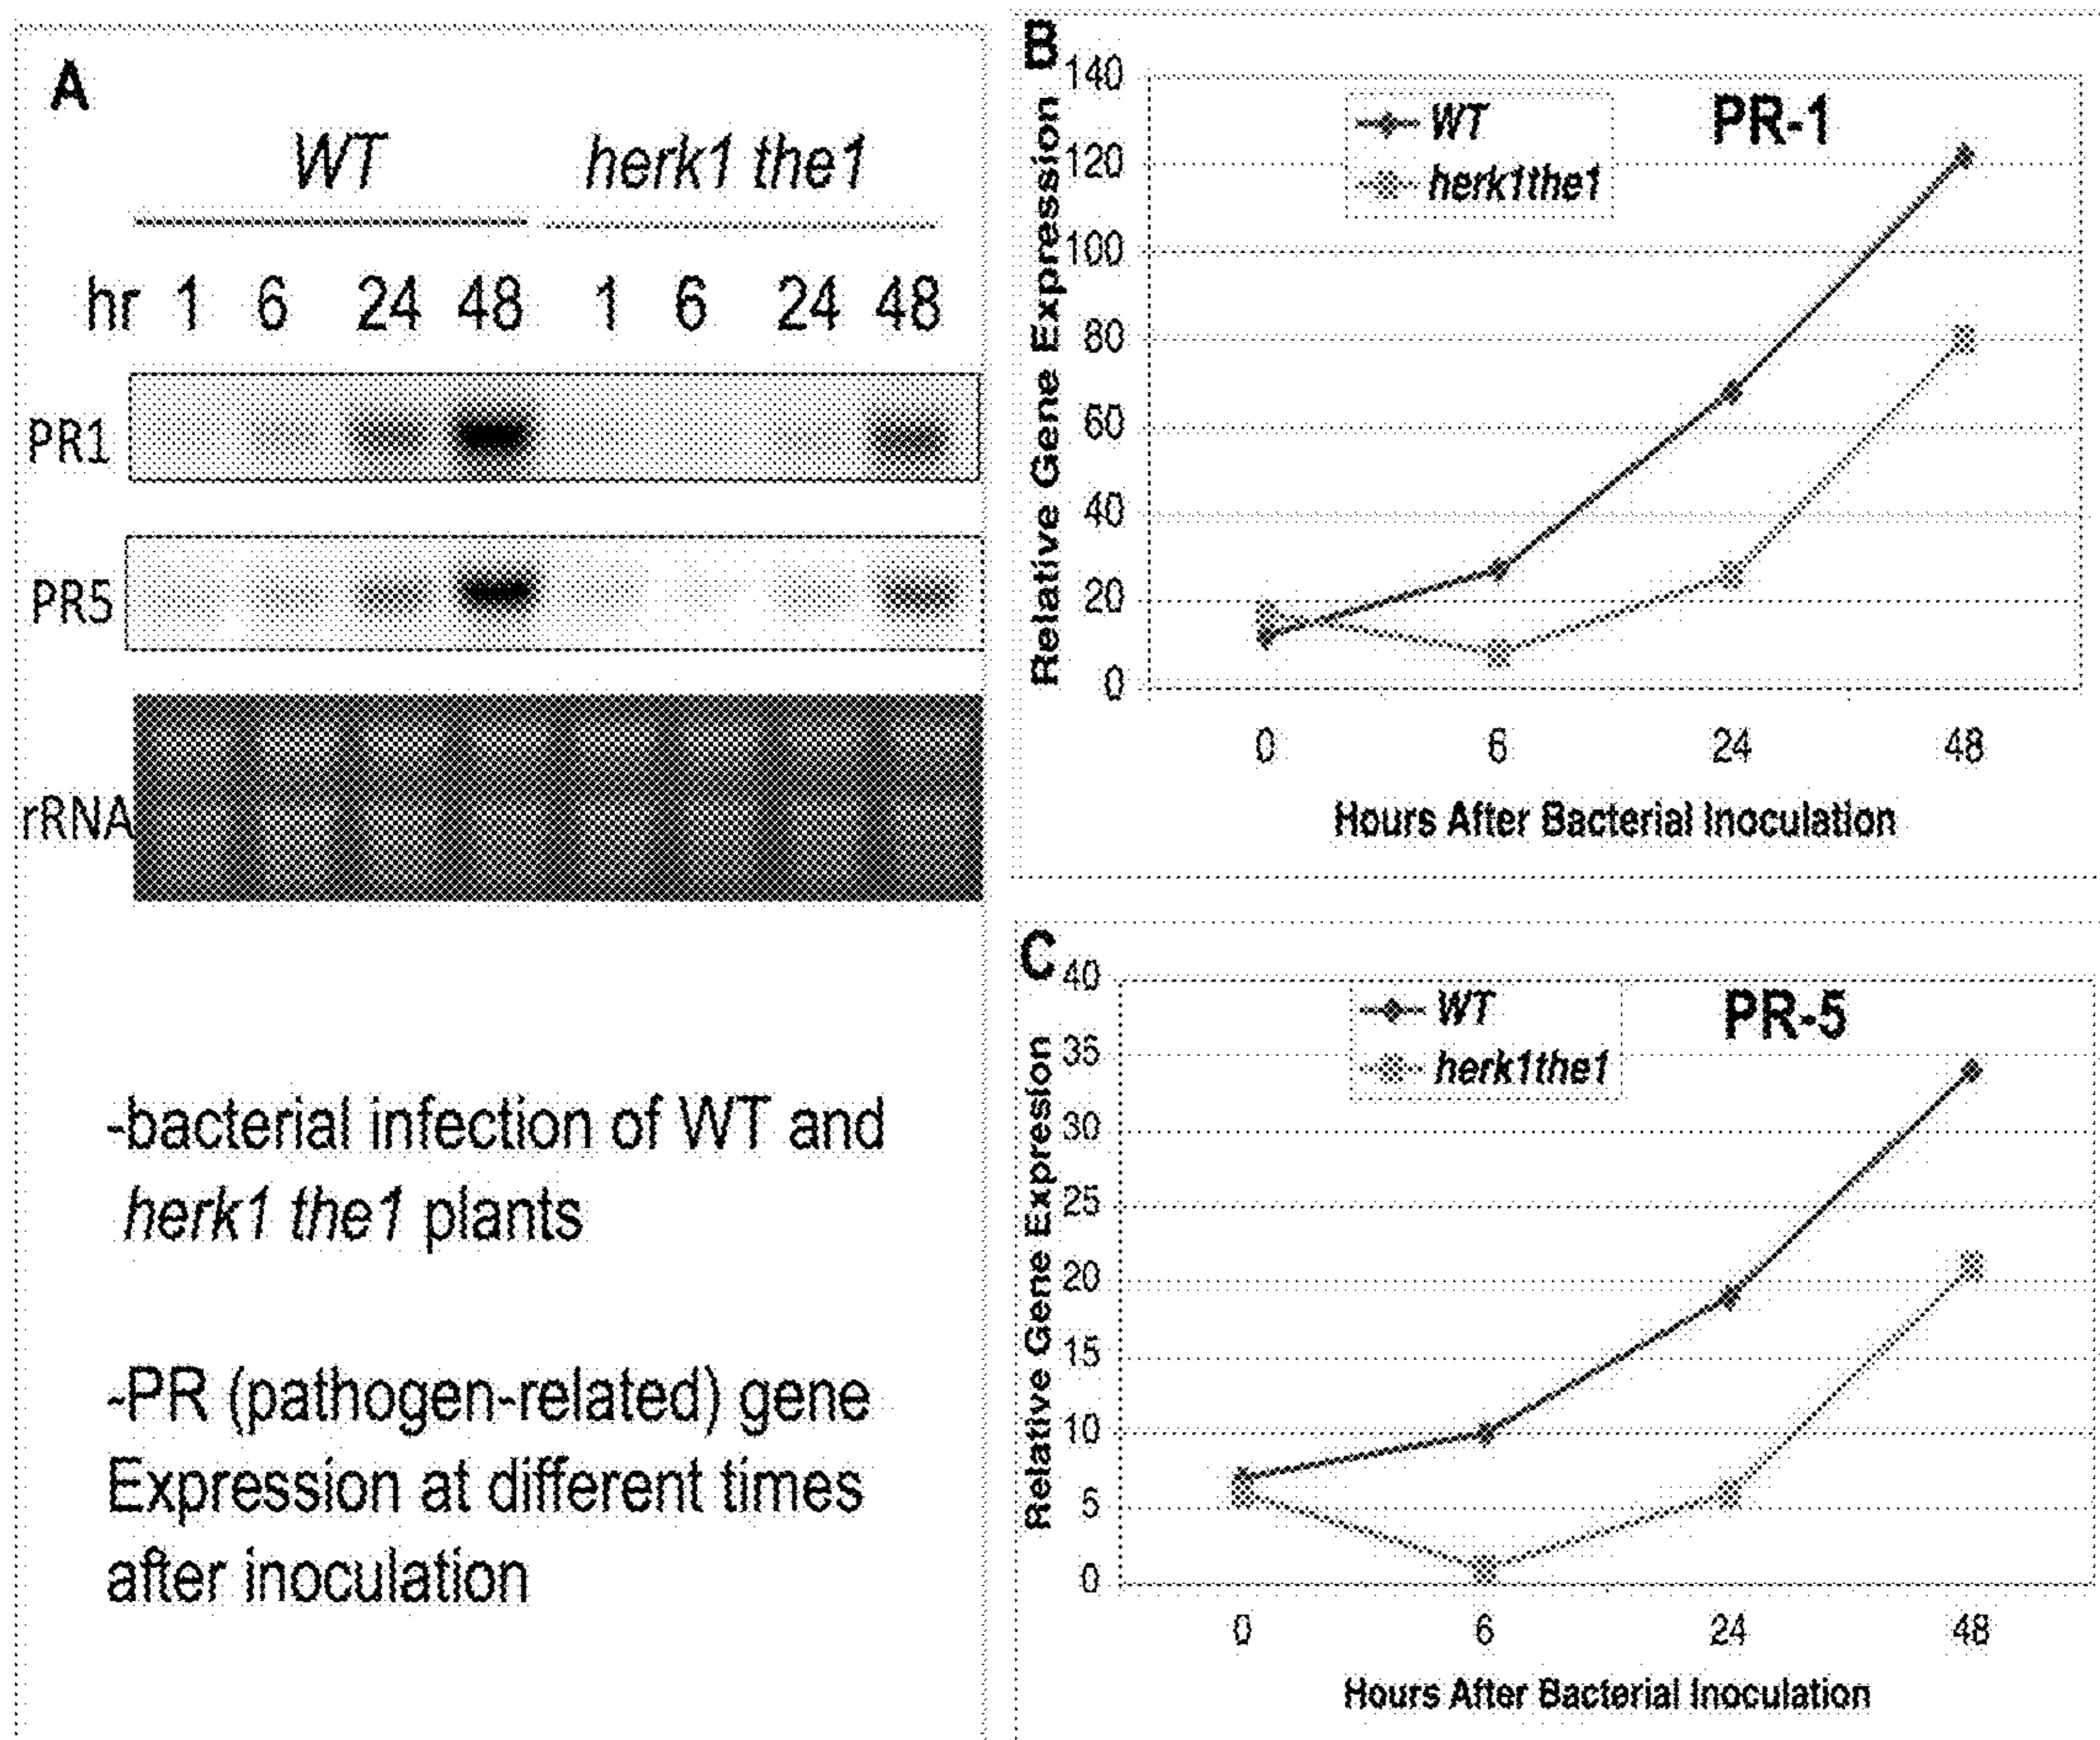 A
WT herk1 the1
hr 1 6 24 48 1 6 24 48
PR1
PR5
rRNA
-bacterial infection of WT and
herk1 the1 plants
-PR (pathogen-related) gene
Expression at different times
after inoculation
B
Relative Gene Expression
140
120
100
80
60
40
20
0
WT
herk1the1
PR-1
0 6 24 48
Hours After Bacterial Inoculation
C
Relative Gene Expression
40
35
30
25
20
15
10
5
0
WT
herk1the1
PR-5
0 6 24 48
Hours After Bacterial Inoculation